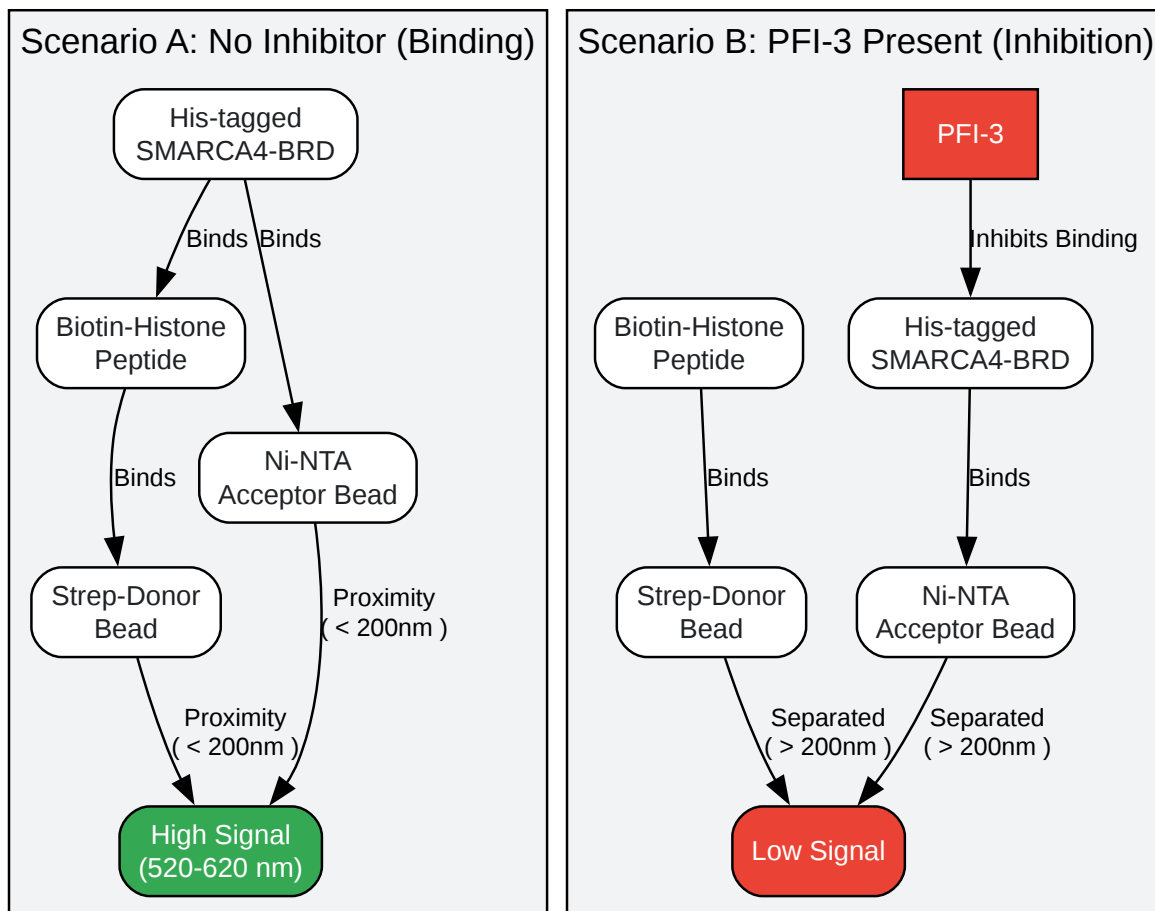 Scenario A: No Inhibitor (Binding)
His-tagged
SMARCA4-BRD
Binds
Binds
Biotin-Histone
Peptide
Ni-NTA
Acceptor Bead
Binds
Strep-Donor
Bead
Proximity
( < 200nm )
Proximity
( < 200nm )
High Signal
(520-620 nm)
Scenario B: PFI-3 Present (Inhibition)
PFI-3
Inhibits Binding
Biotin-Histone
Peptide
His-tagged
SMARCA4-BRD
Binds
Binds
Strep-Donor
Bead
Ni-NTA
Acceptor Bead
Separated
( > 200nm )
Separated
( > 200nm )
Low Signal